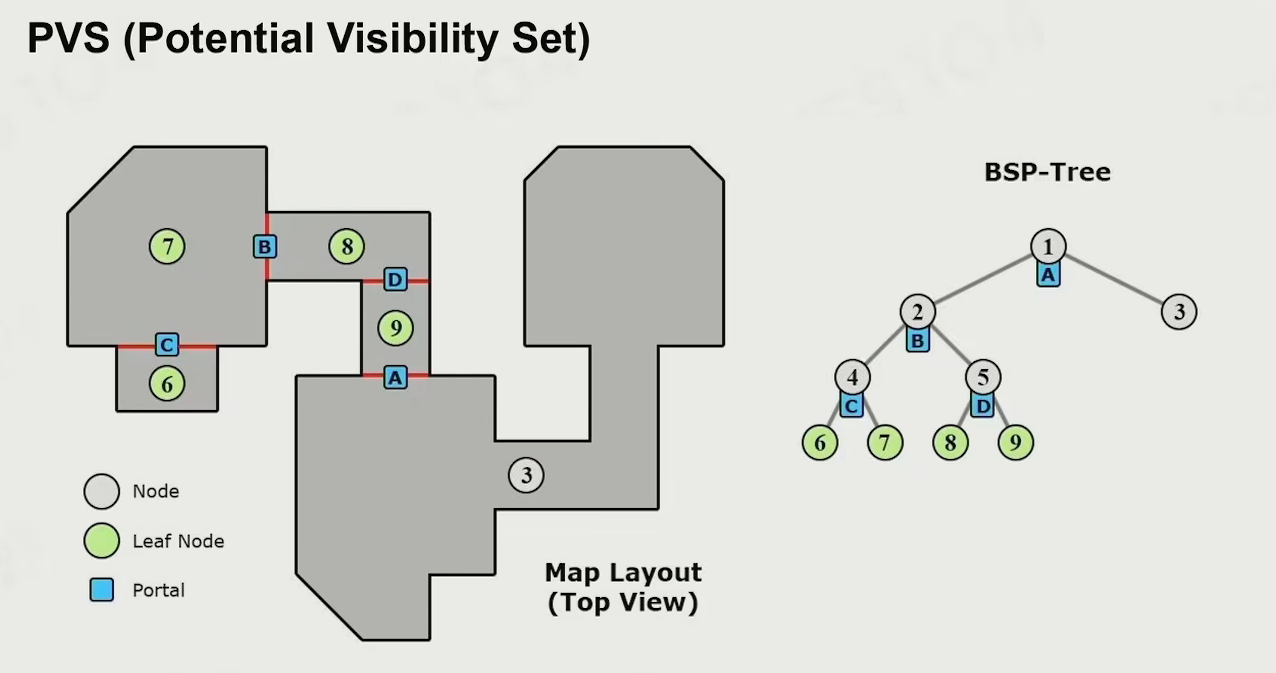 PVS (Potential Visibility Set)
7
B
8
D
9
C
6
A
3
Node
Leaf Node
Portal
Map Layout
(Top View)
BSP-Tree
1
A
2
3
B
4
5
C
D
6
7
8
9